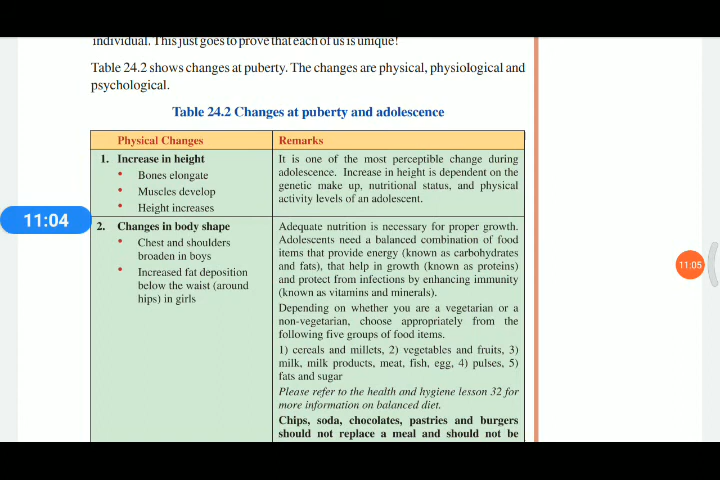 individual. This just goes to prove that each of us is unique!
Table 24.2 shows changes at puberty. The changes are physical, physiological and
psychological.
Table 24.2 Changes at puberty and adolescence
Physical Changes
Remarks
1. Increase in height
• Bones elongate
• Muscles develop
• Height increases
It is one of the most perceptible change during
adolescence. Increase in height is dependent on the
genetic make up, nutritional status, and physical
activity levels of an adolescent.
11:04
2. Changes in body shape
• Chest and shoulders
broaden in boys
• Increased fat deposition
below the waist (around
hips) in girls
Adequate nutrition is necessary for proper growth.
Adolescents need a balanced combination of food
items that provide energy (known as carbohydrates
and fats), that help in growth (known as proteins)
and protect from infections by enhancing immunity
(known as vitamins and minerals).
Depending on whether you are a vegetarian or a
non-vegetarian, choose appropriately from the
following five groups of food items.
1) cereals and millets, 2) vegetables and fruits, 3)
milk, milk products, meat, fish, egg, 4) pulses, 5)
fats and sugar
Please refer to the health and hygiene lesson 32 for
more information on balanced diet.
Chips, soda, chocolates, pastries and burgers
should not replace a meal and should not be
11:05